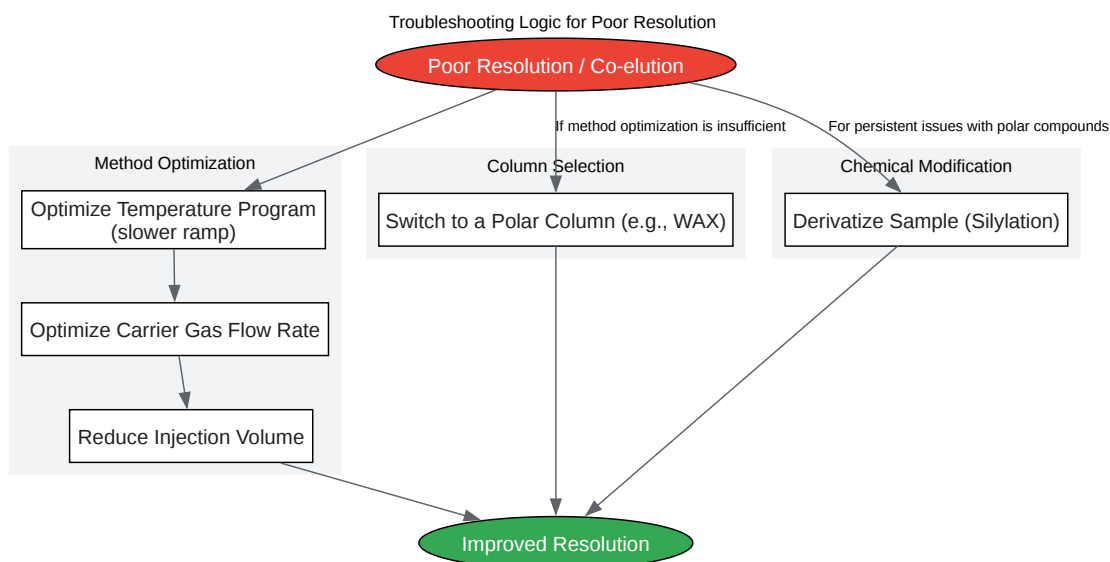 Troubleshooting Logic for Poor Resolution
Poor Resolution / Co-elution
If method optimization is insufficient
For persistent issues with polar compounds
Method Optimization
Column Selection
Chemical Modification
Optimize Temperature Program
(slower ramp)
Switch to a Polar Column (e.g., WAX)
Derivatize Sample (Silylation)
Optimize Carrier Gas Flow Rate
Reduce Injection Volume
Improved Resolution